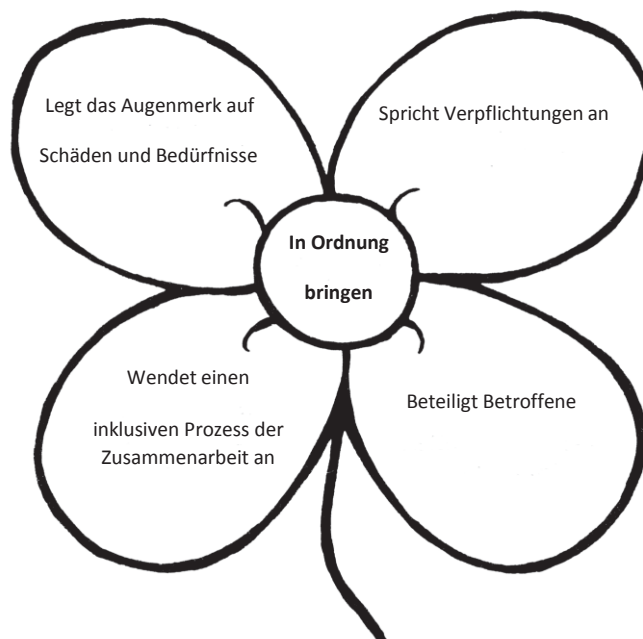 Legt das Augenmerk auf
Schäden und Bedürfnisse
Spricht Verpflichtungen an
In Ordnung
bringen
Wendet einen
inklusiven Prozess der
Zusammenarbeit an
Beteiligt Betroffene